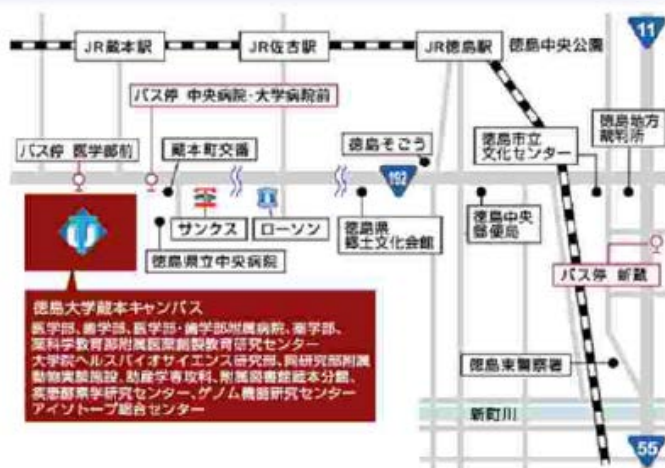 JR蔵本駅
JR佐古駅
JR徳島駅
徳島中央公園
11
バス停 中央病院・大学病院前
バス停 医学部前
蔵本町交番
徳島そごう
徳島市立
文化センター
徳島地方
裁判所
192
サンクス
ローソン
徳島県
郷土文化会館
徳島中央
郵便局
徳島県立中央病院
バス停 新蔵
徳島大学蔵本キャンパス
医学部、歯学部、医学部・歯学部附属病院、薬学部、
薬科学教育部附属医薬創製教育研究センター
大学院ヘルスバイオサイエンス研究部、同研究部附属
動物実験施設、助産学専攻科、附属図書館蔵本分館、
疾患酵素学研究センター、ゲノム機能研究センター
アイソトープ総合センター
徳島東警察署
新町川
55